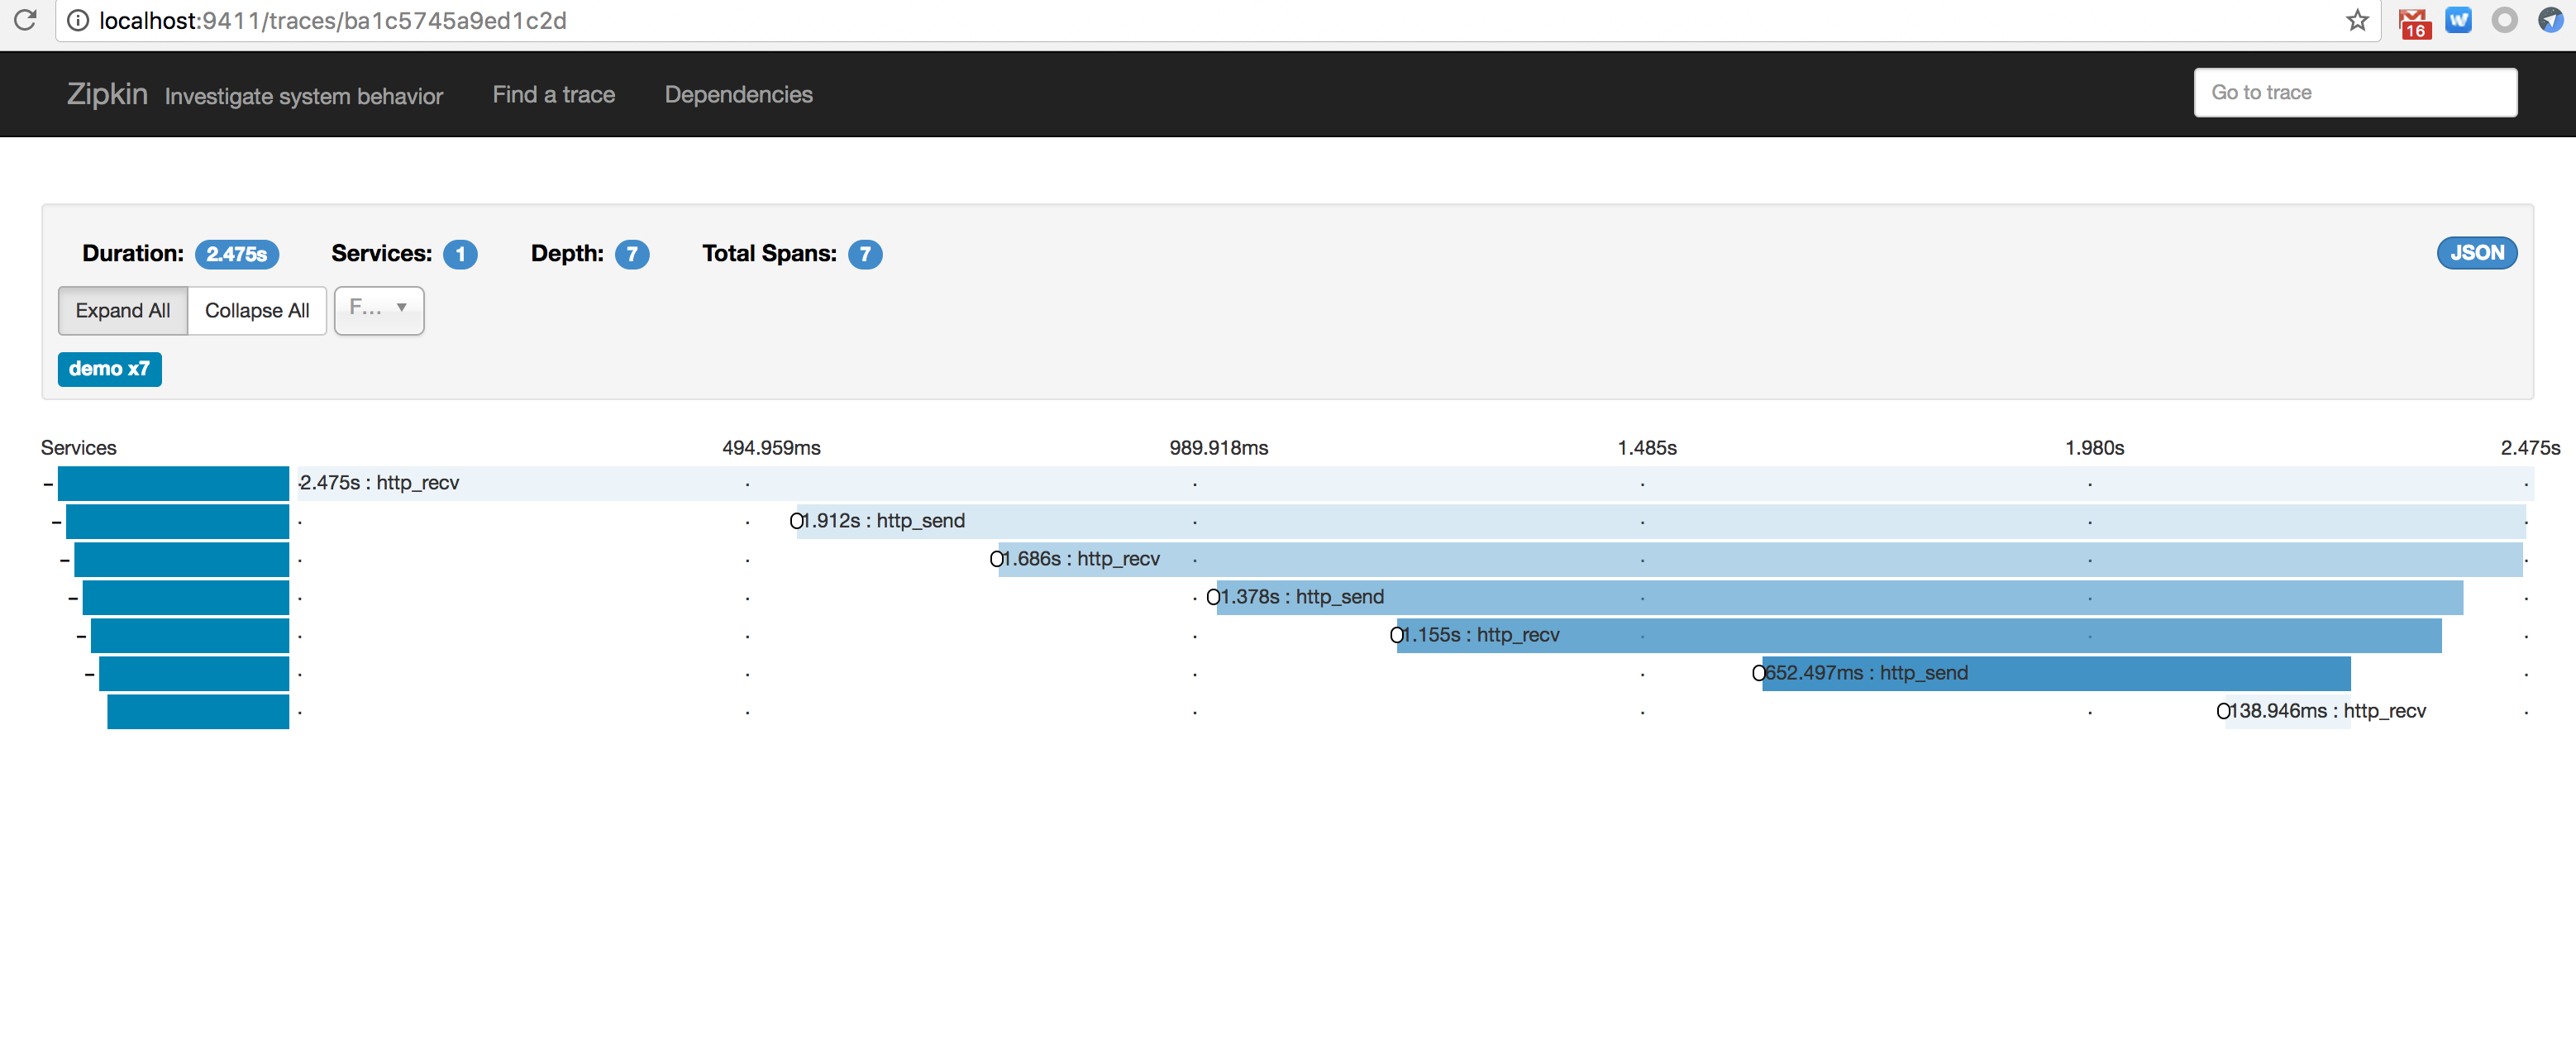 localhost:9411/traces/ba1c5745a9ed1c2d
16
W
Zipkin Investigate system behavior Find a trace Dependencies Go to trace
Duration: 2.475s Services: 1 Depth: 7 Total Spans: 7 JSON
Expand All Collapse All F...
demo x7
Services 494.959ms 989.918ms 1.485s 1.980s 2.475s
2.475s : http_recv
1.912s : http_send
1.686s : http_recv
1.378s : http_send
1.155s : http_recv
652.497ms : http_send
138.946ms : http_recv